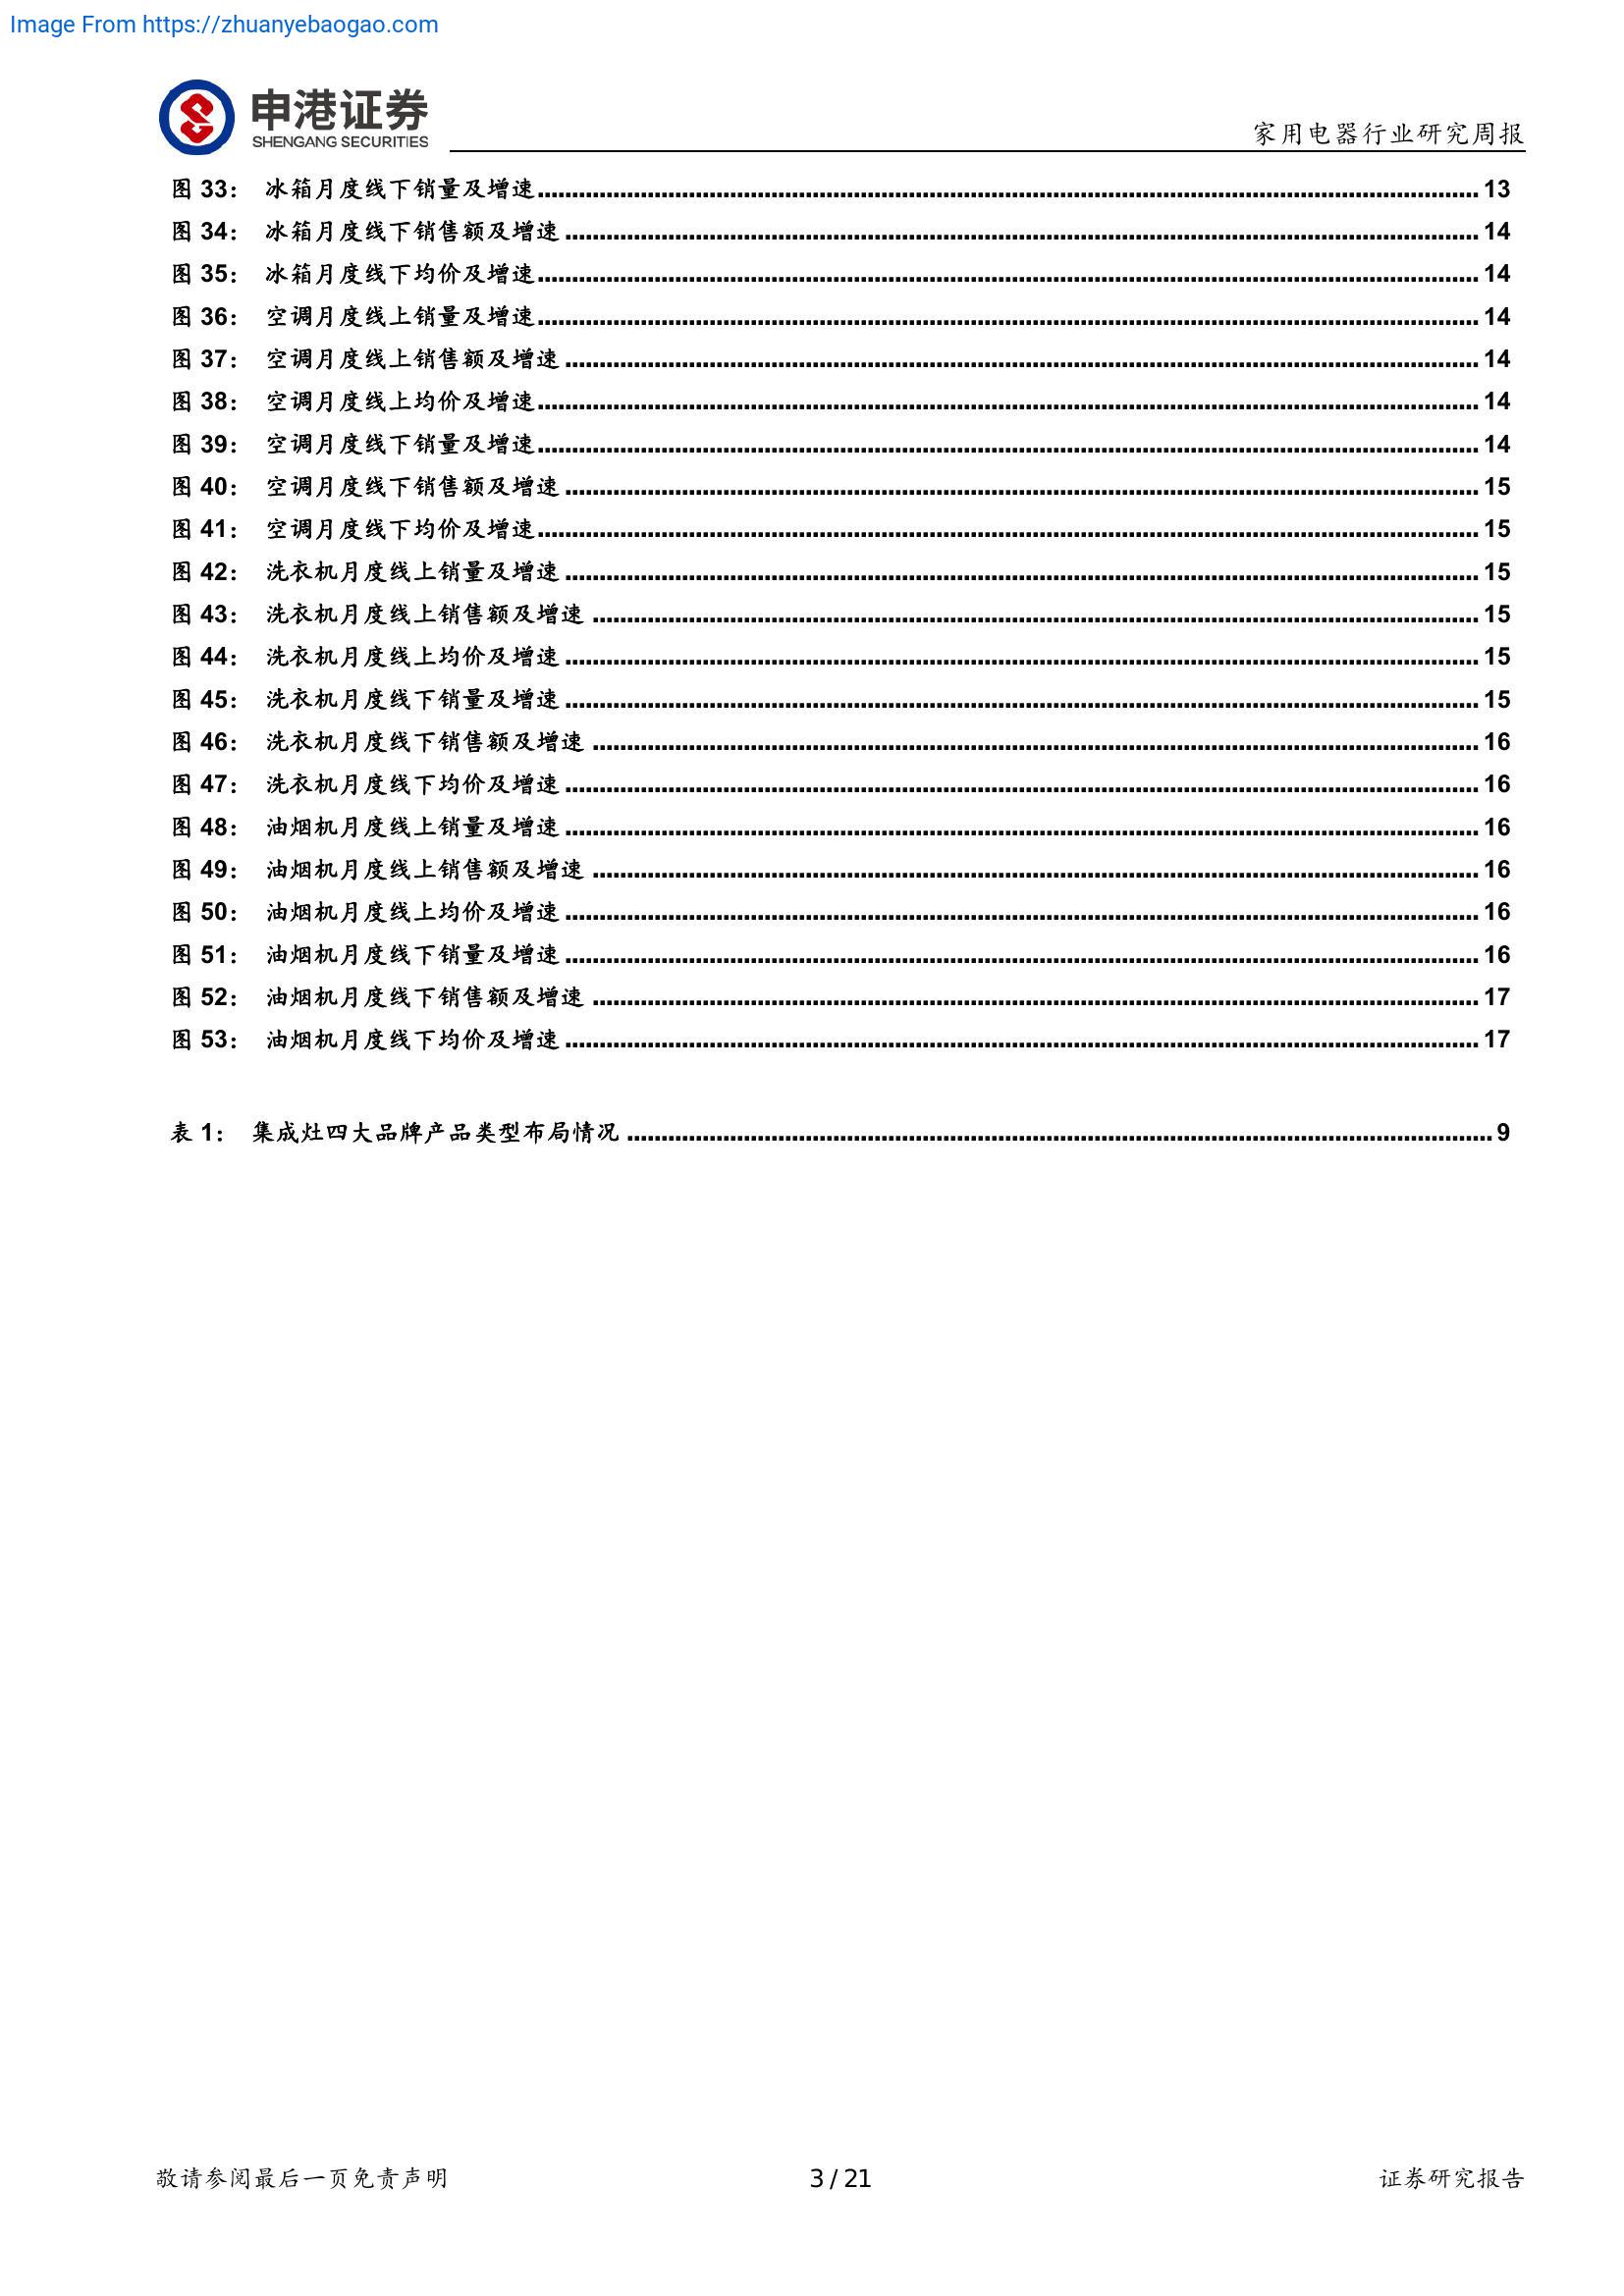 Image From https://zhuanyebaogao.com
申港证券
SHENGANG SECURITIES
家用电器行业研究周报
图 33： 冰箱月度线下销量及增速 13
图 34： 冰箱月度线下销售额及增速 14
图 35： 冰箱月度线下均价及增速 14
图 36： 空调月度线上销量及增速 14
图 37： 空调月度线上销售额及增速 14
图 38： 空调月度线上均价及增速 14
图 39： 空调月度线下销量及增速 14
图 40： 空调月度线下销售额及增速 15
图 41： 空调月度线下均价及增速 15
图 42： 洗衣机月度线上销量及增速 15
图 43： 洗衣机月度线上销售额及增速 15
图 44： 洗衣机月度线上均价及增速 15
图 45： 洗衣机月度线下销量及增速 15
图 46： 洗衣机月度线下销售额及增速 16
图 47： 洗衣机月度线下均价及增速 16
图 48： 油烟机月度线上销量及增速 16
图 49： 油烟机月度线上销售额及增速 16
图 50： 油烟机月度线上均价及增速 16
图 51： 油烟机月度线下销量及增速 16
图 52： 油烟机月度线下销售额及增速 17
图 53： 油烟机月度线下均价及增速 17
表 1： 集成灶四大品牌产品类型布局情况 9
敬请参阅最后一页免责声明 3 / 21 证券研究报告